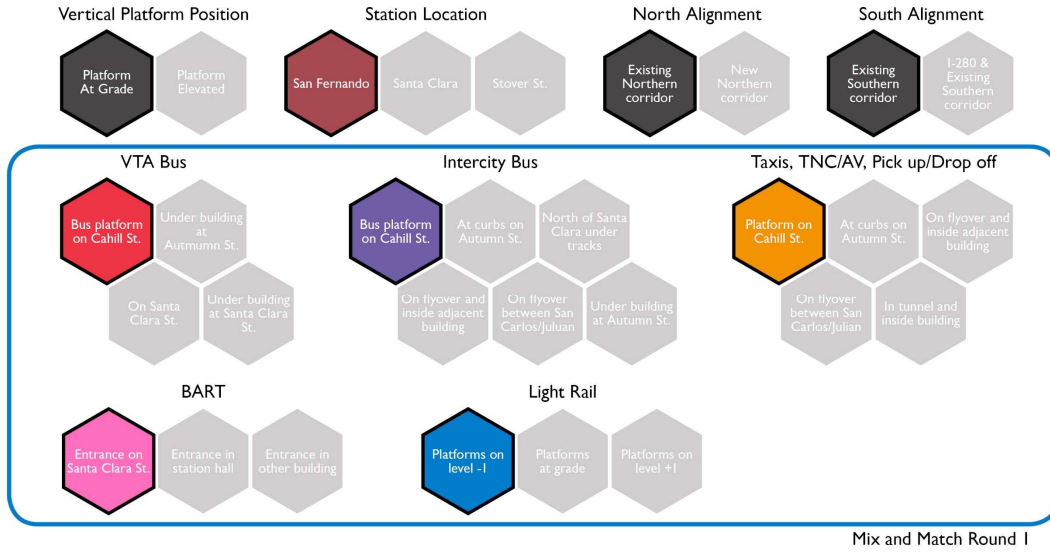 Vertical Platform Position
Station Location
North Alignment
South Alignment
Platform
At Grade
Platform
Elevated
San Fernando
Santa Clara
Stover St.
Existing
Northern
corridor
New
Northern
corridor
Existing
Southern
corridor
I-280 &
Existing
Southern
corridor
VTA Bus
Intercity Bus
Taxis, TNC/AV, Pick up/Drop off
Bus platform
on Cahill St.
Under building
at
Autmumn St.
On Santa
Clara St.
Under building
at Santa Clara
St.
Bus platform
on Cahill St.
At curbs on
Autumn St.
North of Santa
Clara under
tracks
On flyover and
inside adjacent
building
On flyover
between San
Carlos/Juluan
Under building
at Autumn St.
Platform on
Cahill St.
At curbs on
Autumn St.
On flyover and
inside adjacent
building
On flyover
between San
Carlos/Julian
In tunnel and
inside building
BART
Light Rail
Entrance on
Santa Clara St.
Entrance in
station hall
Entrance in
other building
Platforms on
level -1
Platforms
at grade
Platforms on
level +1
Mix and Match Round 1